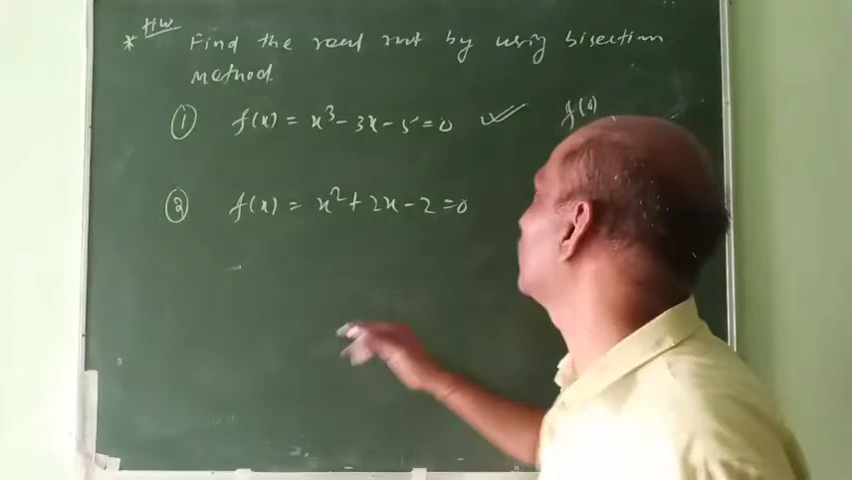 HW
* Find the real root by using bisection
method.
① f(x) = x³ - 3x - 5 = 0 ✓ f(0)
② f(x) = x² + 2x - 2 = 0